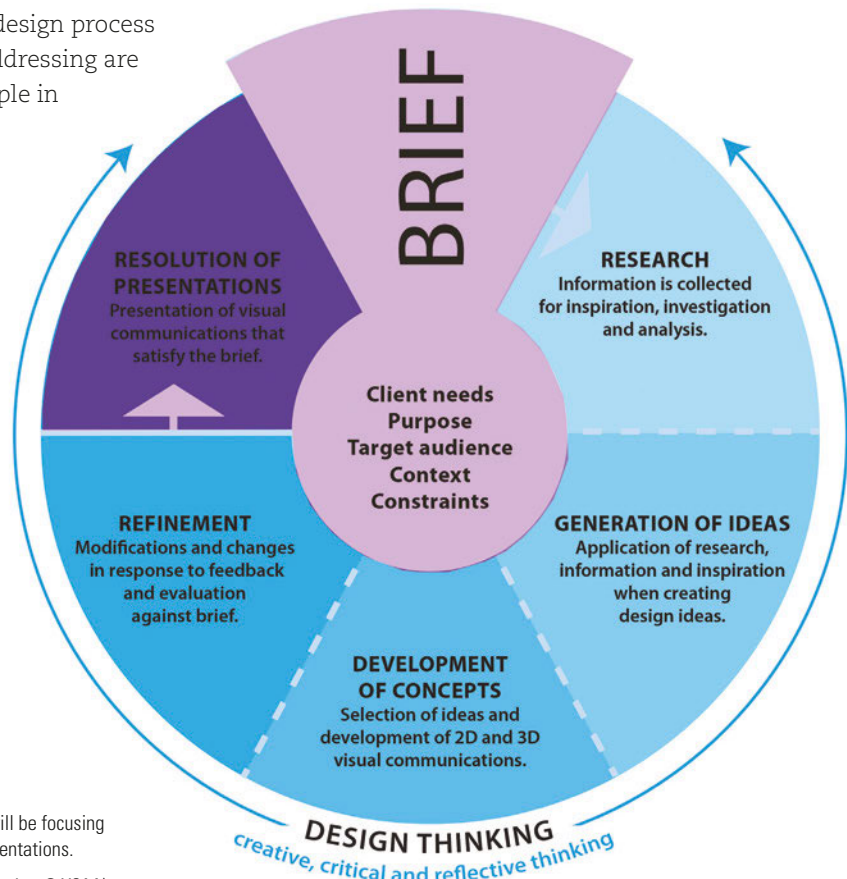 design process
ddressing are
ple in
BRIEF
RESEARCH
Information is collected
for inspiration, investigation
and analysis.
GENERATION OF IDEAS
Application of research,
information and inspiration
when creating
design ideas.
DEVELOPMENT
OF CONCEPTS
Selection of ideas and
development of 2D and 3D
visual communications.
REFINEMENT
Modifications and changes
in response to feedback
and evaluation
against brief.
RESOLUTION OF
PRESENTATIONS
Presentation of visual
communications that
satisfy the brief.
Client needs
Purpose
Target audience
Context
Constraints
DESIGN THINKING
creative, critical and reflective thinking
ill be focusing
entations.